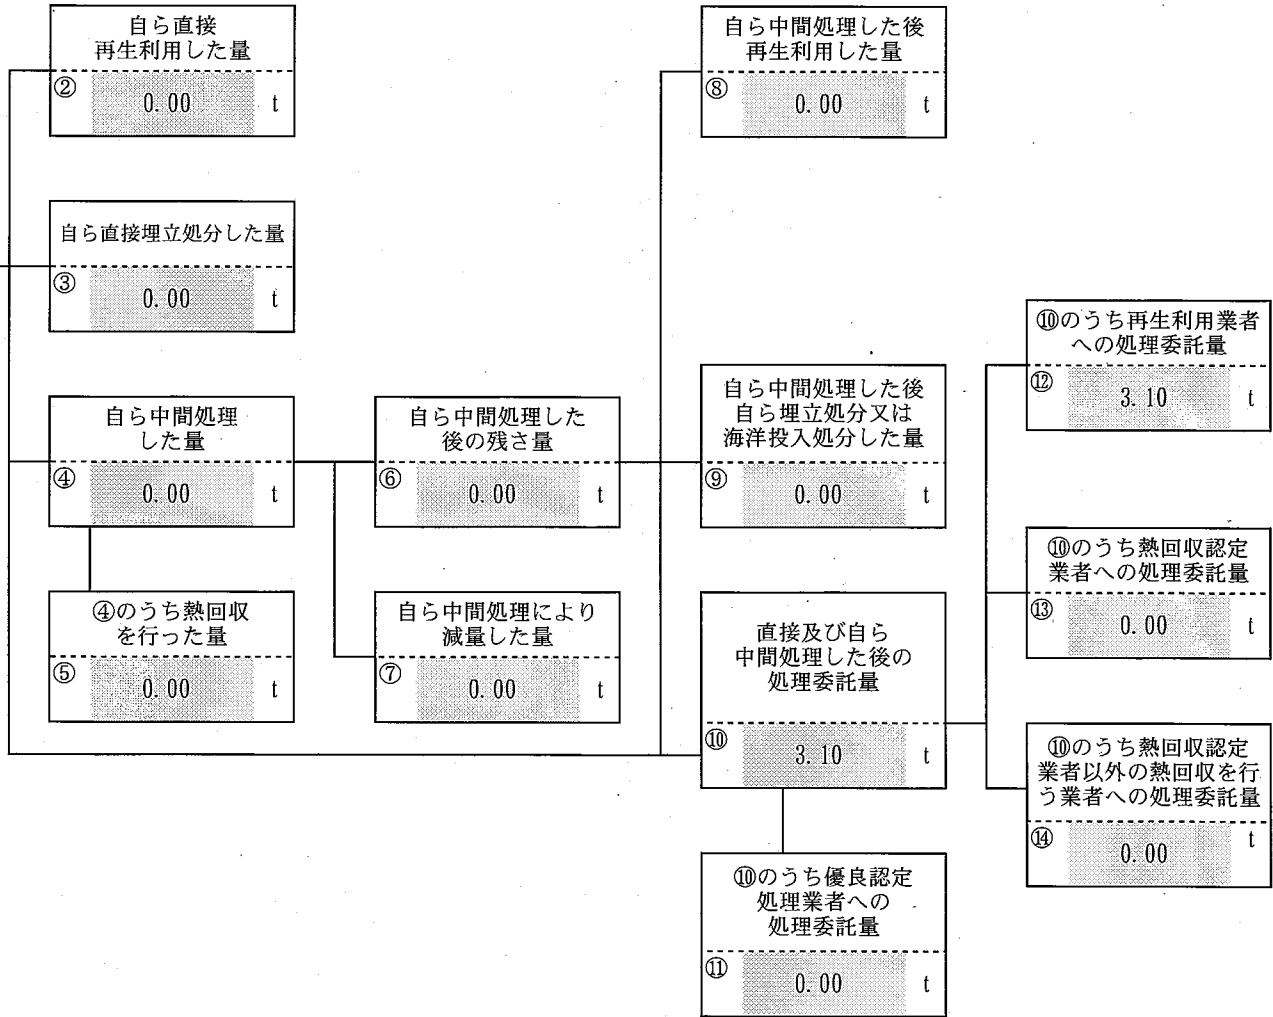 自ら直接
再生利用した量
② 0.00 t
自ら直接埋立処分した量
③ 0.00 t
自ら中間処理
した量
④ 0.00 t
④のうち熱回収
を行った量
⑤ 0.00 t
自ら中間処理した
後の残さ量
⑥ 0.00 t
自ら中間処理により
減量した量
⑦ 0.00 t
自ら中間処理した後
再生利用した量
⑧ 0.00 t
自ら中間処理した後
自ら埋立処分又は
海洋投入処分した量
⑨ 0.00 t
直接及び自ら
中間処理した後の
処理委託量
⑩ 3.10 t
⑩のうち優良認定
処理業者への
処理委託量
⑪ 0.00 t
⑩のうち再生利用業者
への処理委託量
⑫ 3.10 t
⑩のうち熱回収認定
業者への処理委託量
⑬ 0.00 t
⑩のうち熱回収認定
業者以外の熱回収を行
う業者への処理委託量
⑭ 0.00 t